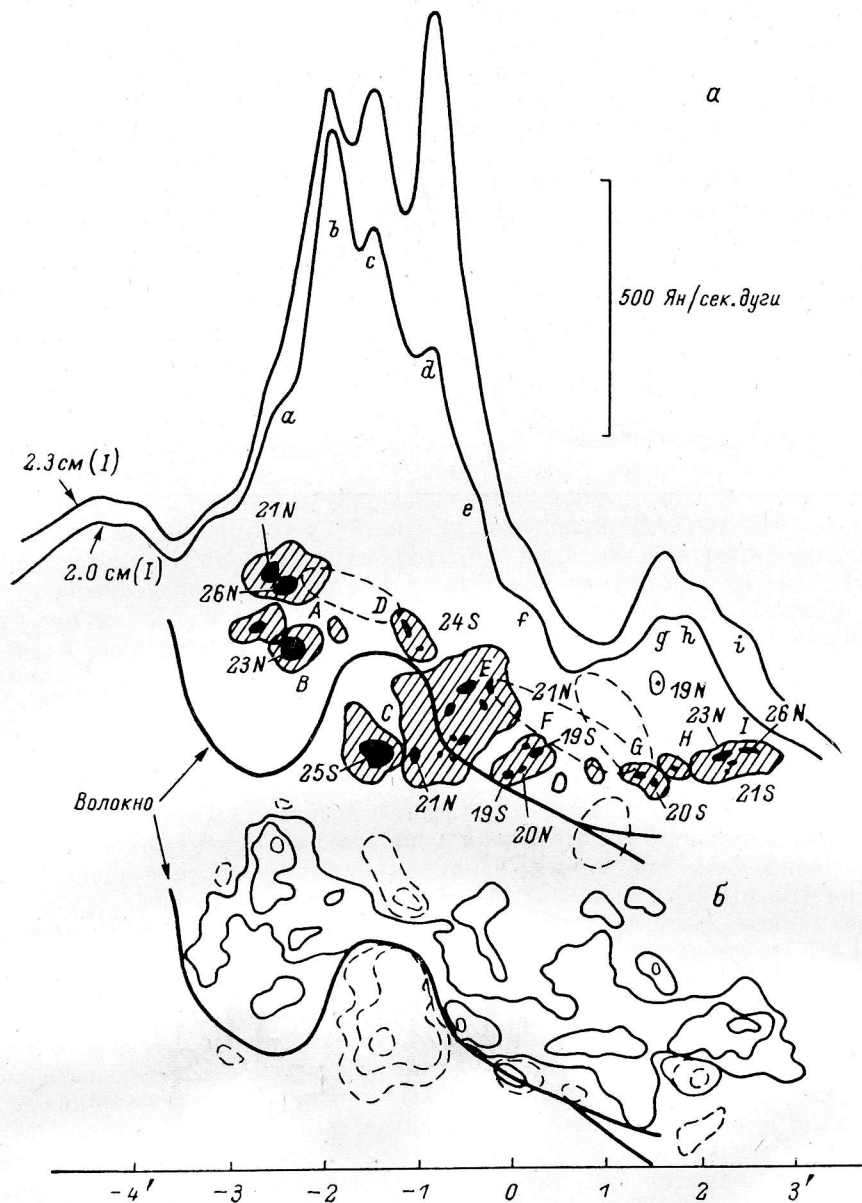 а
500 Ян/сек.дуги
b
c
d
a
e
2.3 см (I)
2.0 см (I)
21N
26N
A
D
24S
f
g h i
23N
B
19N
E
21N
C
F
23N I 26N
G H
19S
25S
21N
19S
20N
20S
21S
Волокно
б
-4′ -3 -2 -1 0 1 2 3′